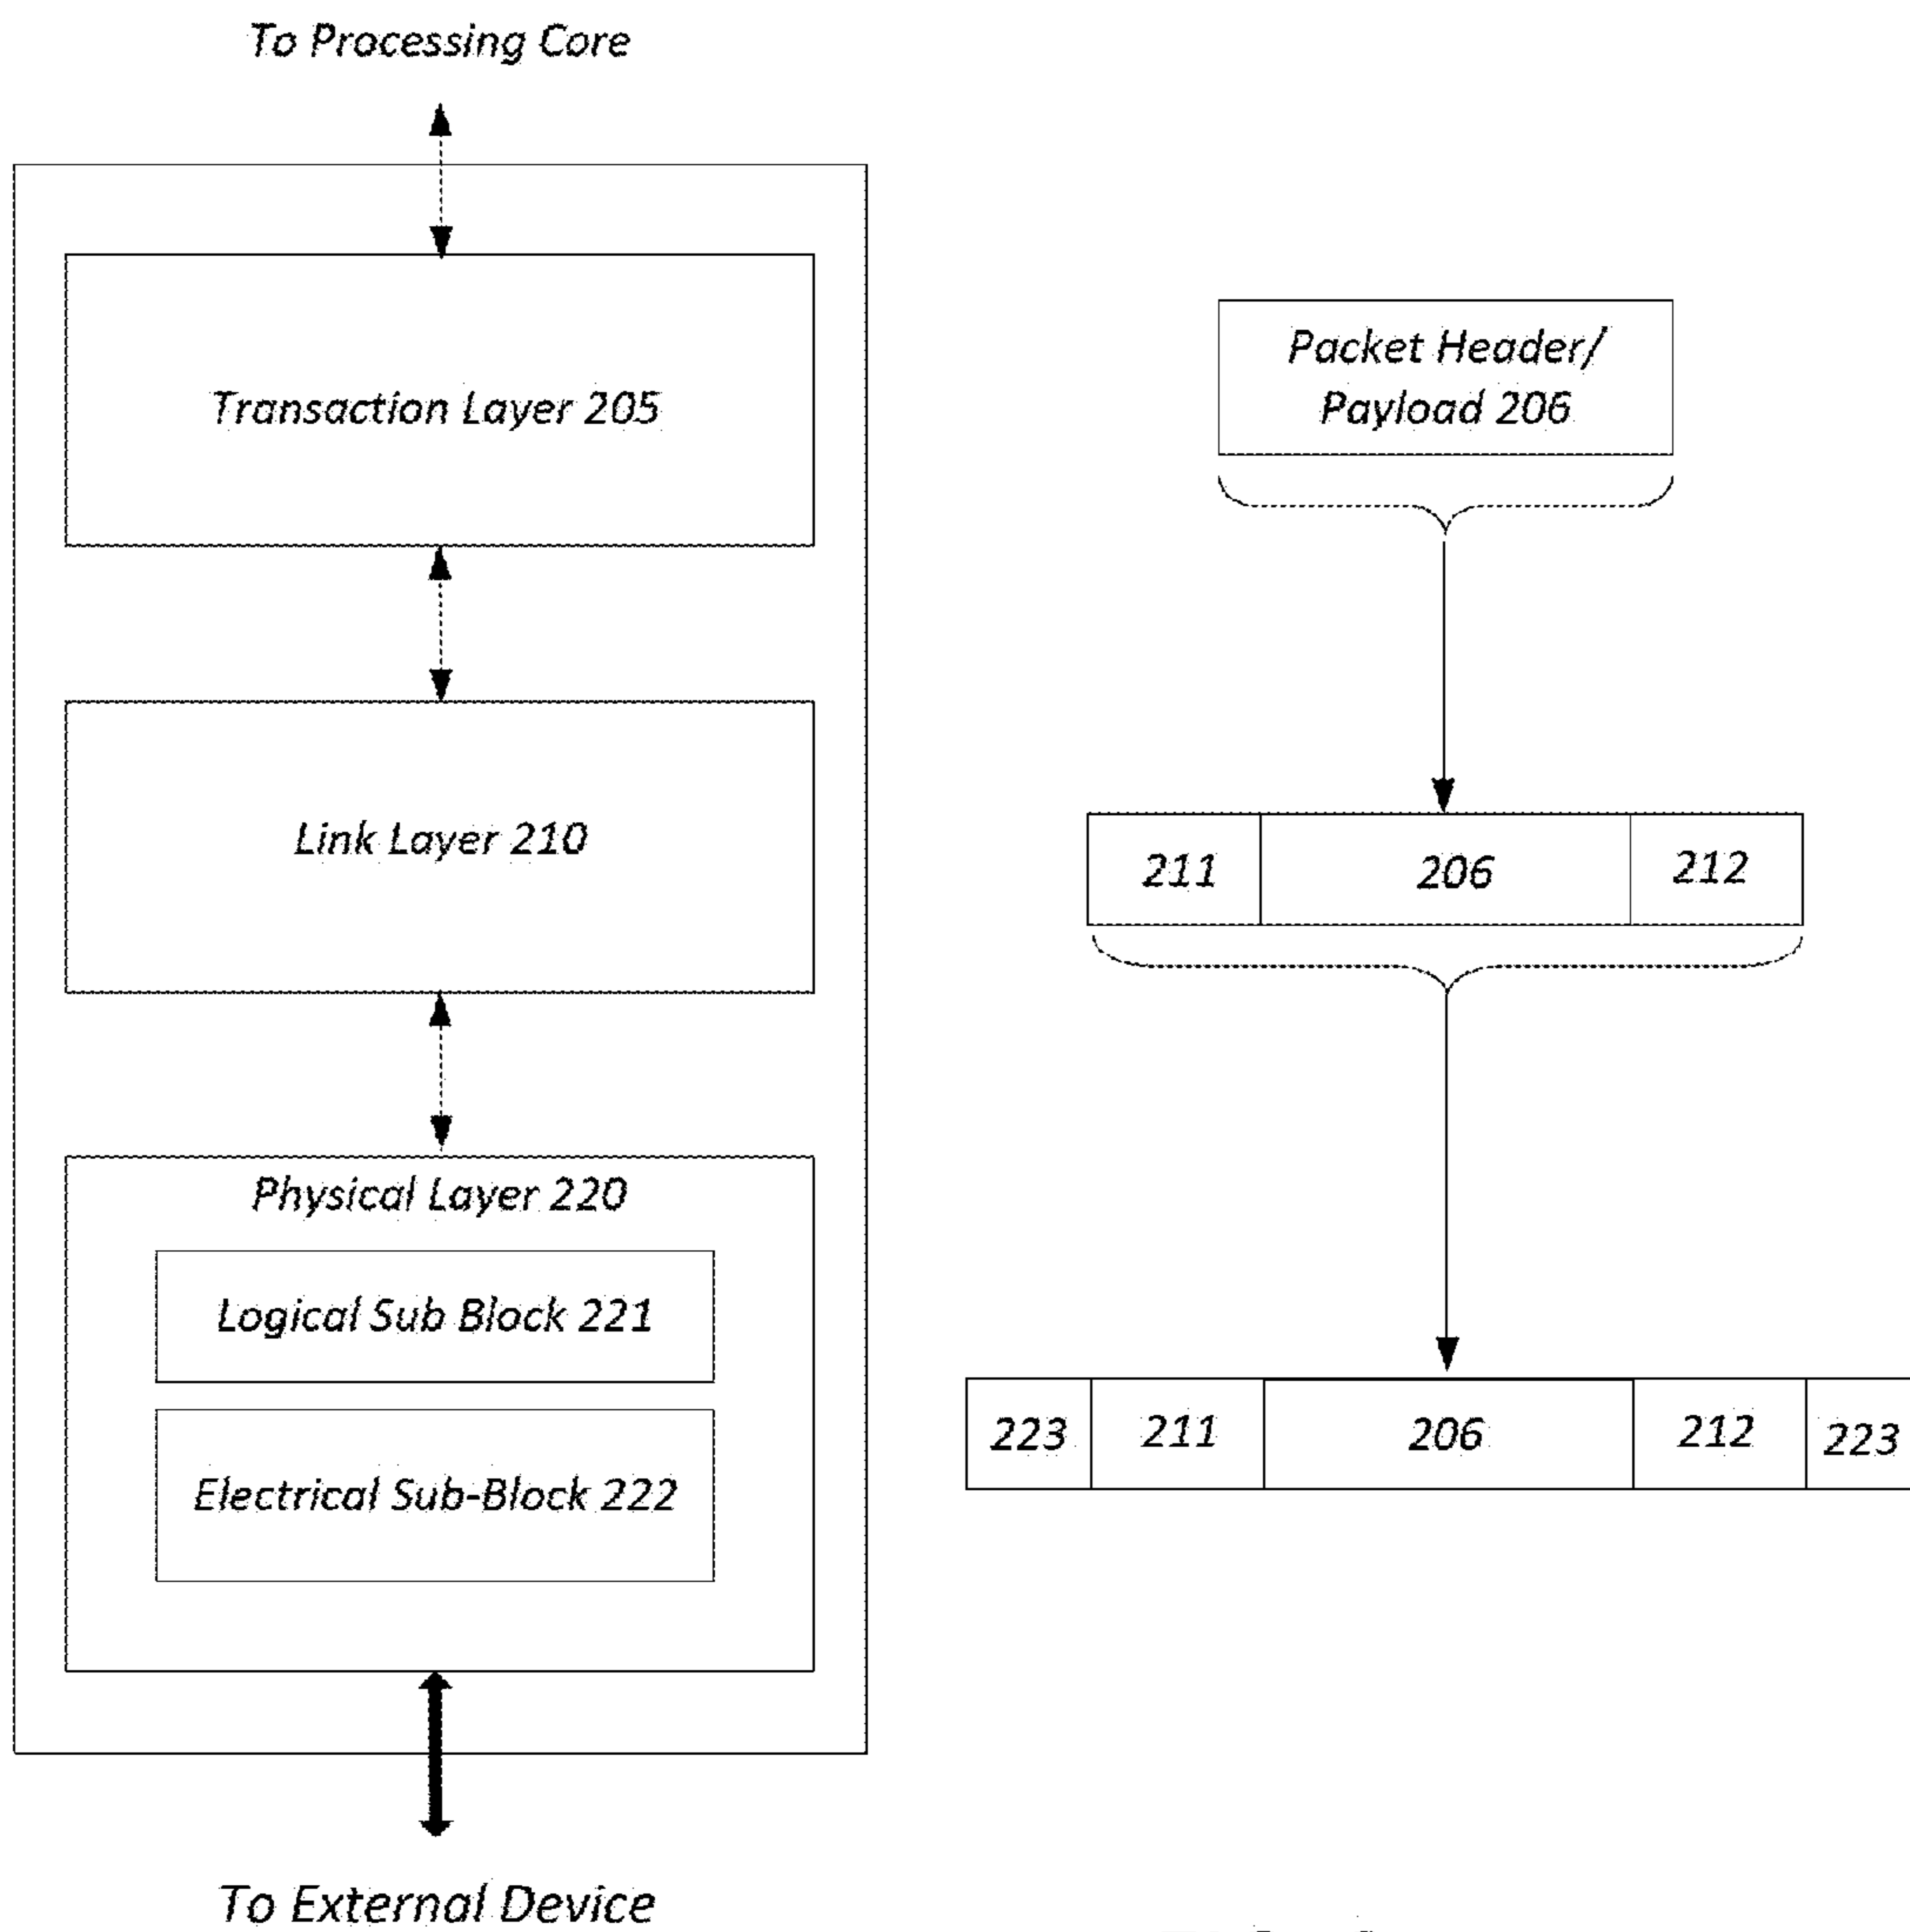 To Processing Core
Transaction Layer 205
Packet Header/
Payload 206
Link Layer 210
211 206 212
Physical Layer 220
Logical Sub Block 221
Electrical Sub-Block 222
223 211 206 212 223
To External Device